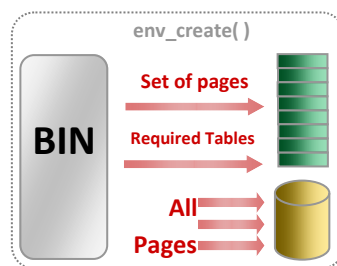 env_create( )
Set of pages
BIN
Required Tables
All
Pages